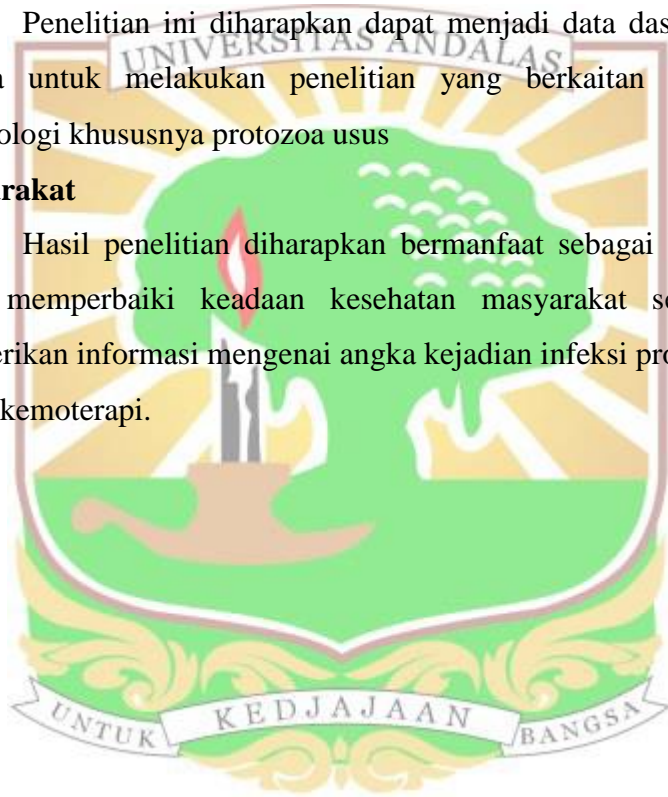 Penelitian ini diharapkan dapat menjadi data das
UNIVERSITAS ANDALAS
untuk melakukan penelitian yang berkaitan
ologi khususnya protozoa usus
arakat
Hasil penelitian diharapkan bermanfaat sebagai
memperbaiki keadaan kesehatan masyarakat se
erikan informasi mengenai angka kejadian infeksi pro
kemoterapi.
UNTUK KEDJAJAAN BANGSA